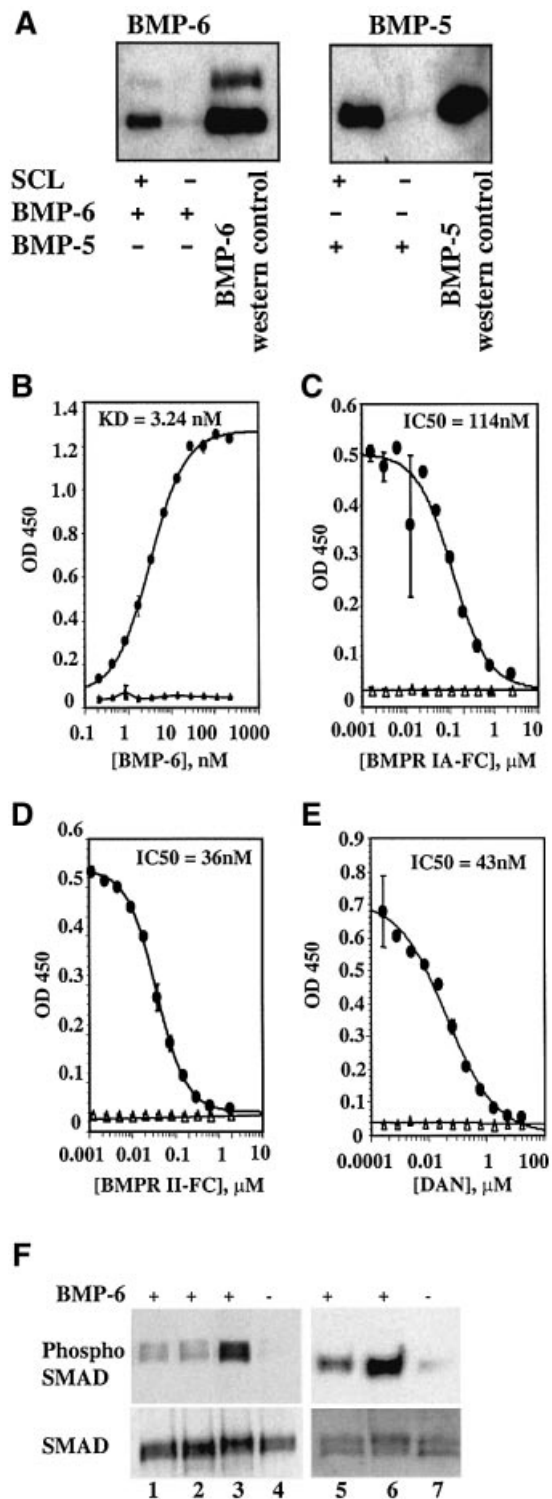 A
BMP-6
BMP-5
SCL + - + -
BMP-6 + + - -
BMP-5 - - + +
BMP-6
western control
BMP-5
western control
B
KD = 3.24 nM
OD 450
1.4
1.2
1.0
0.8
0.6
0.4
0.2
0
0.1 1 10 100 1000
[BMP-6], nM
C
IC50 = 114nM
OD 450
0.6
0.5
0.4
0.3
0.2
0.1
0
0.001 0.01 0.1 1 10
[BMPR IA-FC], µM
D
IC50 = 36nM
OD 450
0.6
0.5
0.4
0.3
0.2
0.1
0
0.001 0.01 0.1 1 10
[BMPR II-FC], µM
E
IC50 = 43nM
OD 450
0.9
0.8
0.7
0.6
0.5
0.4
0.3
0.2
0.1
0
0.0001 0.01 1 100
[DAN], µM
F
BMP-6 + + + - + + -
Phospho
SMAD
SMAD
1 2 3 4 5 6 7